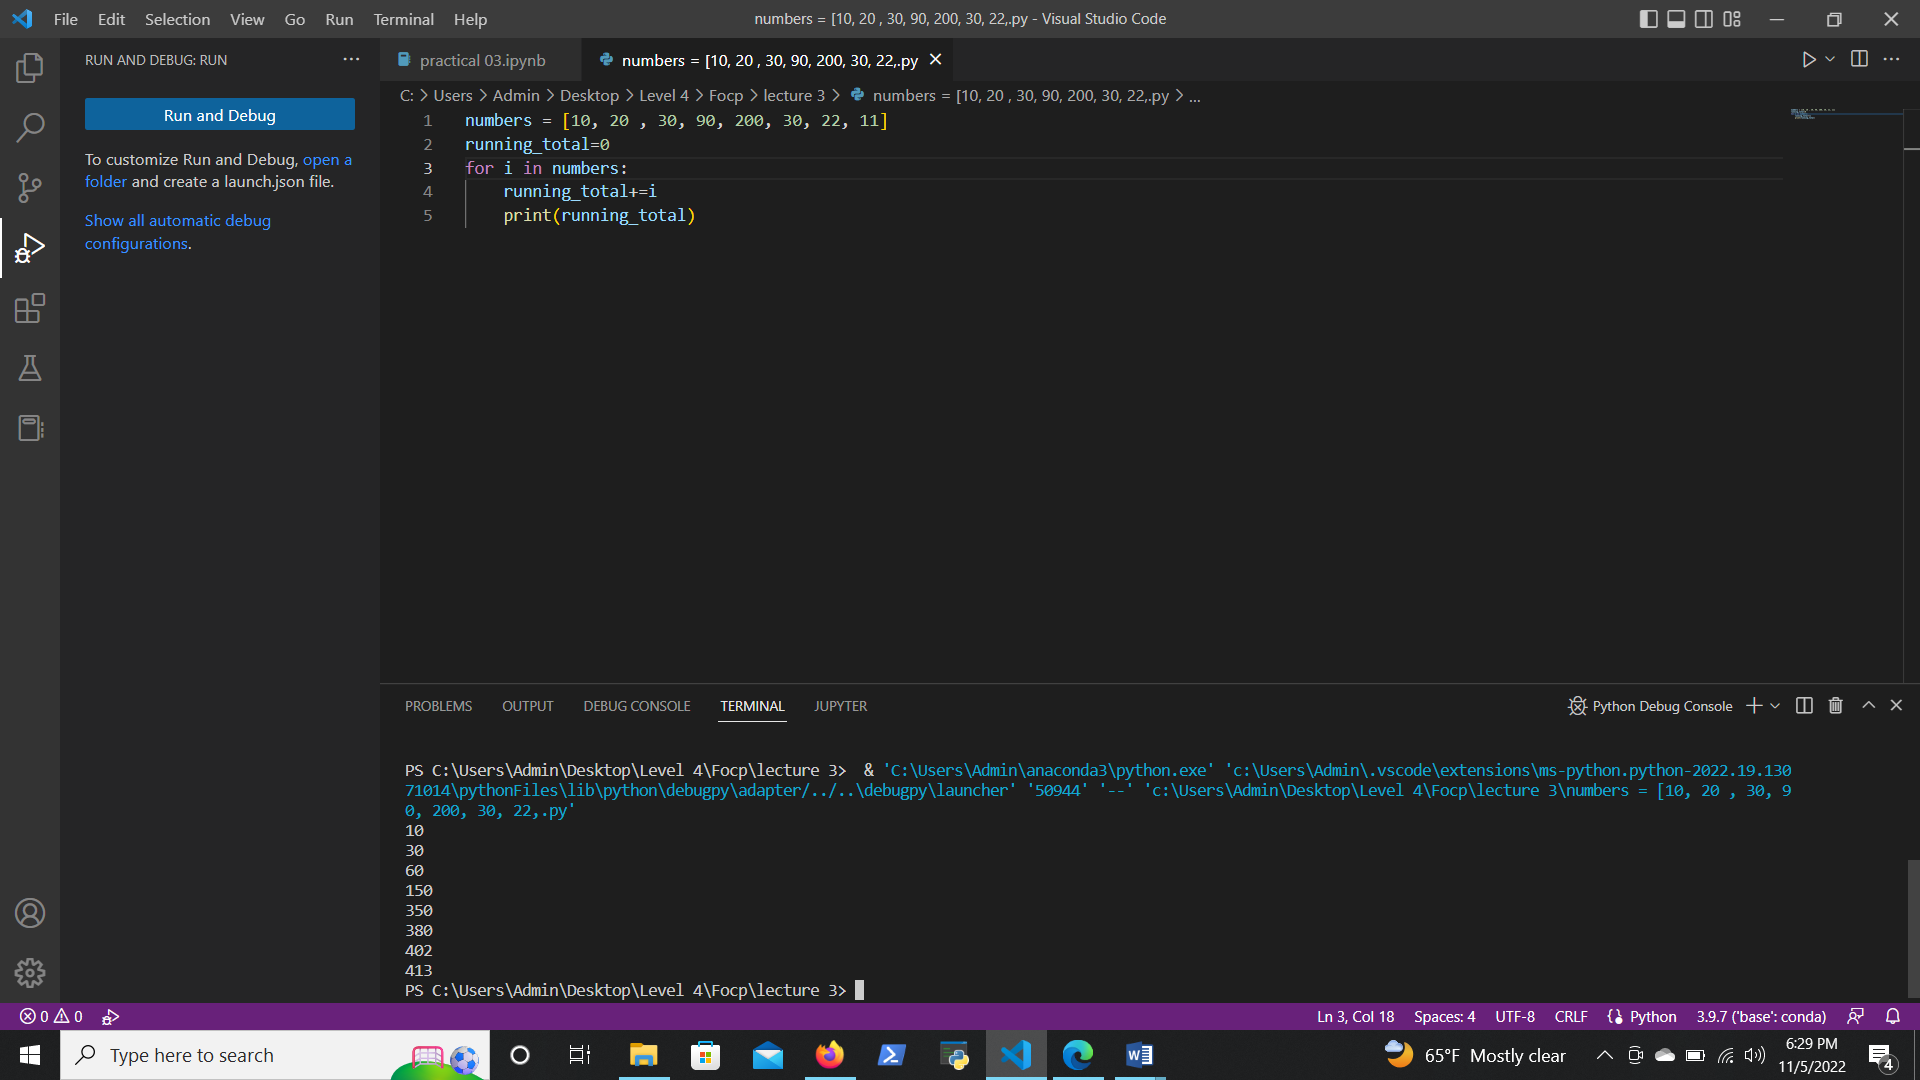 File Edit Selection View Go Run Terminal Help
numbers = [10, 20 , 30, 90, 200, 30, 22,.py - Visual Studio Code
RUN AND DEBUG: RUN
Run and Debug
To customize Run and Debug, open a
folder and create a launch.json file.
Show all automatic debug
configurations.
practical 03.ipynb
numbers = [10, 20 , 30, 90, 200, 30, 22,.py
C: > Users > Admin > Desktop > Level 4 > Focp > lecture 3 > numbers = [10, 20 , 30, 90, 200, 30, 22,.py > ...
1 numbers = [10, 20 , 30, 90, 200, 30, 22, 11]
2 running_total=0
3 for i in numbers:
4     running_total+=i
5     print(running_total)
PROBLEMS OUTPUT DEBUG CONSOLE TERMINAL JUPYTER
Python Debug Console
PS C:\Users\Admin\Desktop\Level 4\Focp\lecture 3>  & 'C:\Users\Admin\anaconda3\python.exe' 'c:\Users\Admin\.vscode\extensions\ms-python.python-2022.19.130
71014\pythonFiles\lib\python\debugpy\adapter/../..\debugpy\launcher' '50944' '--' 'c:\Users\Admin\Desktop\Level 4\Focp\lecture 3\numbers = [10, 20 , 30, 9
0, 200, 30, 22,.py'
10
30
60
150
350
380
402
413
PS C:\Users\Admin\Desktop\Level 4\Focp\lecture 3>
0 0
Ln 3, Col 18 Spaces: 4 UTF-8 CRLF Python 3.9.7 ('base': conda)
Type here to search
65°F Mostly clear
6:29 PM
11/5/2022
4